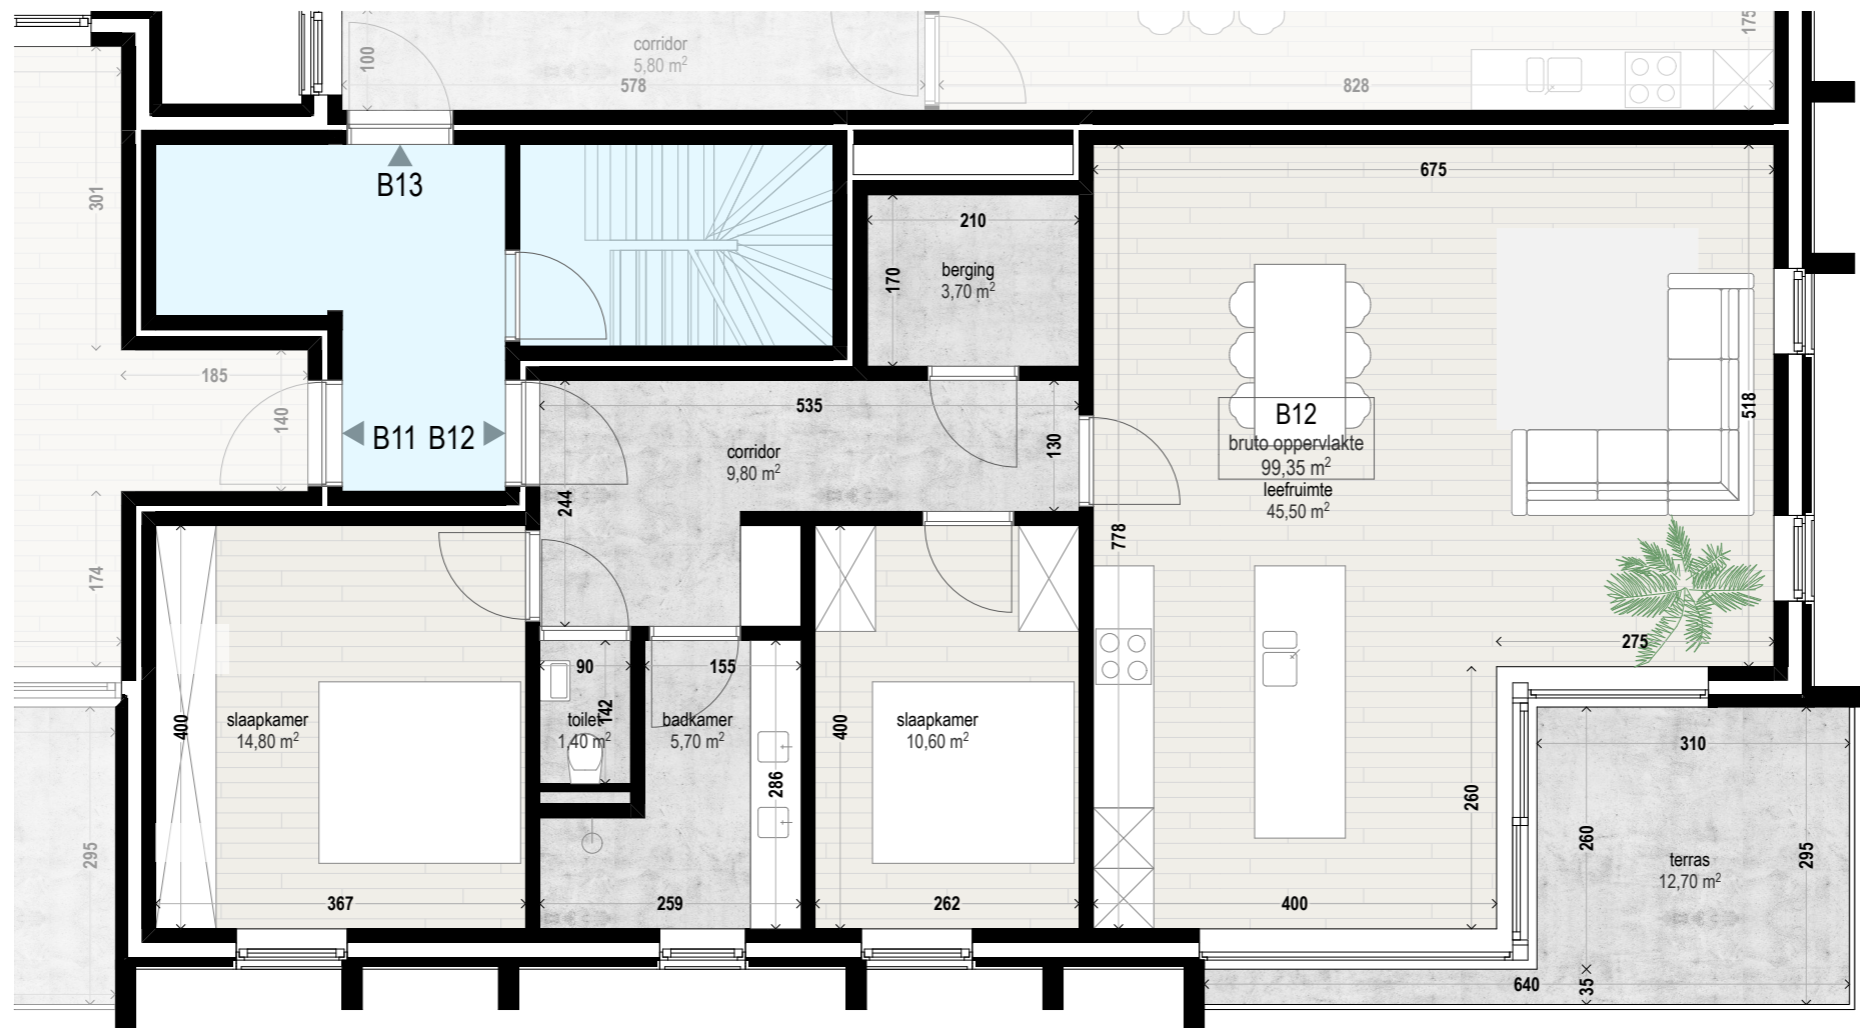 corridor
5,80 m²
100
578
828
175
B13
301
675
210
170
berging
3,70 m²
185
140
535
518
B11 B12
B12
bruto oppervlakte
99,35 m²
leefruimte
45,50 m²
corridor
9,80 m²
130
244
778
174
275
90
155
142
400
slaapkamer
14,80 m²
toilet
1,40 m²
badkamer
5,70 m²
400
slaapkamer
10,60 m²
286
310
260
260
295
295
terras
12,70 m²
367
259
262
400
640
35